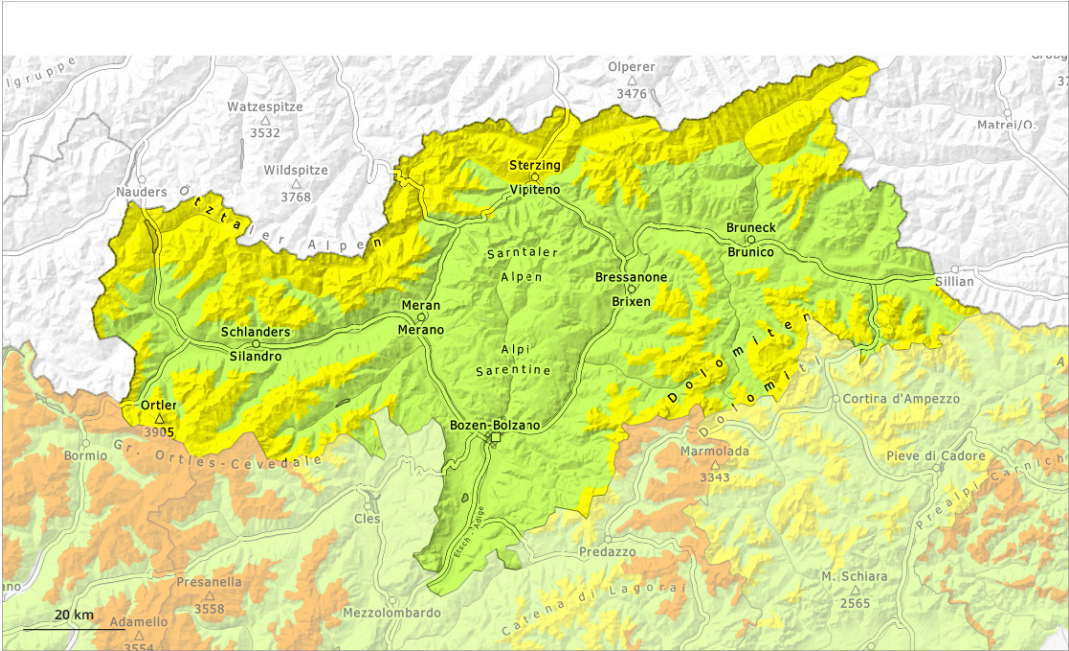 lgruppe
Olperer
3476
Watzespitze
3532
Matrei/O.
Wildspitze
3768
Nauders
Sterzing
Vipiteno
Ötztaler Alpen
Bruneck
Brunico
Sarntaler
Alpen
Bressanone
Brixen
Sillian
Meran
Merano
Schlanders
Silandro
Alpi
Sarentine
Dolomiten
Dolomiti
Ortler
3905
Cortina d'Ampezzo
Bozen-Bolzano
Bormio
Gr. Ortles-Cevedale
Marmolada
3343
Pieve di Cadore
Prealpi Carnich
Cles
Etsch - Adige
Predazzo
ano
Presanella
3558
M. Schiara
2565
Catena di Lagorai
Mezzolombardo
20 km
Adamello
3554